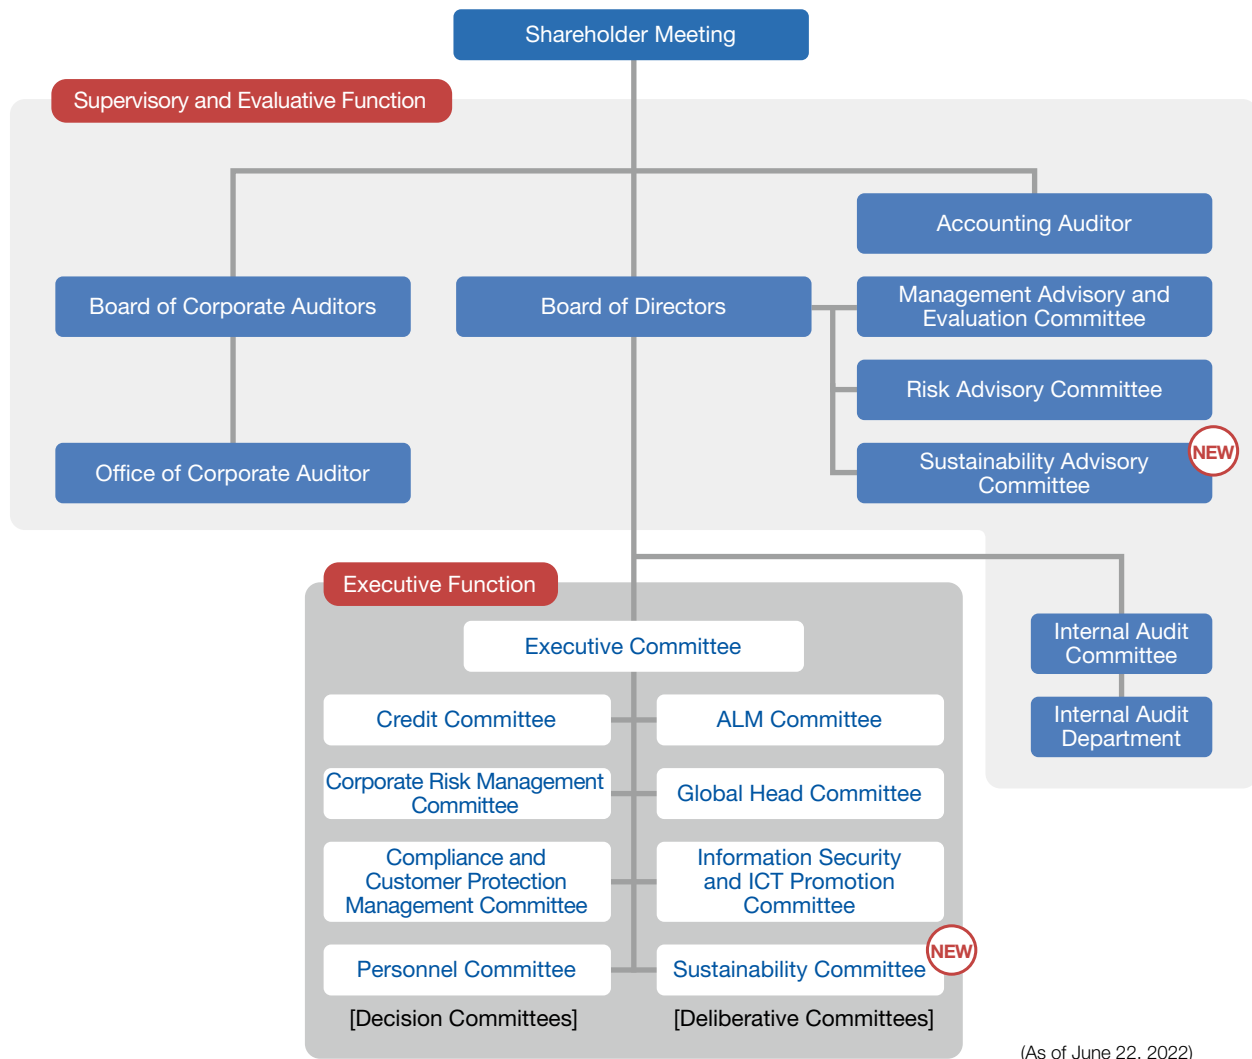 Shareholder Meeting
Supervisory and Evaluative Function
Accounting Auditor
Board of Corporate Auditors
Board of Directors
Management Advisory and
Evaluation Committee
Risk Advisory Committee
Office of Corporate Auditor
Sustainability Advisory
Committee
NEW
Executive Function
Executive Committee
Internal Audit
Committee
Internal Audit
Department
Credit Committee
ALM Committee
Corporate Risk Management
Committee
Global Head Committee
Compliance and
Customer Protection
Management Committee
Information Security
and ICT Promotion
Committee
Personnel Committee
Sustainability Committee
NEW
[Decision Committees]
[Deliberative Committees]
(As of June 22, 2022)